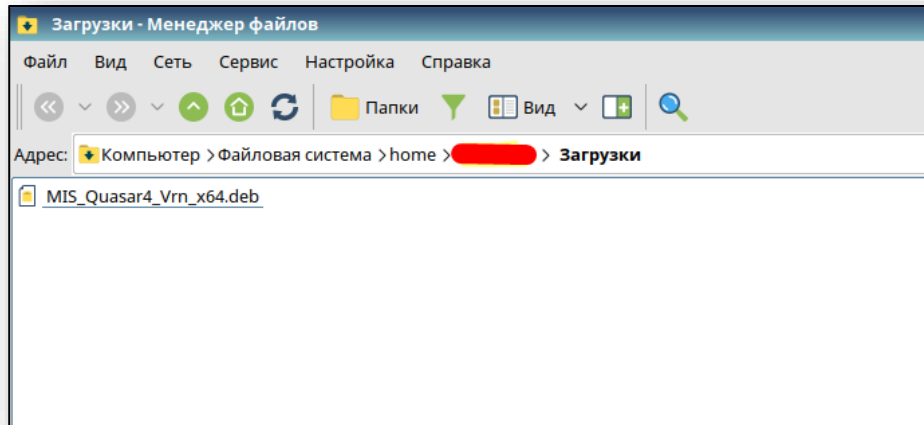 Загрузки - Менеджер файлов
Файл Вид Сеть Сервис Настройка Справка
Папки Вид
Адрес: Компьютер > Файловая система > home > > Загрузки
MIS_Quasar4_Vrn_x64.deb